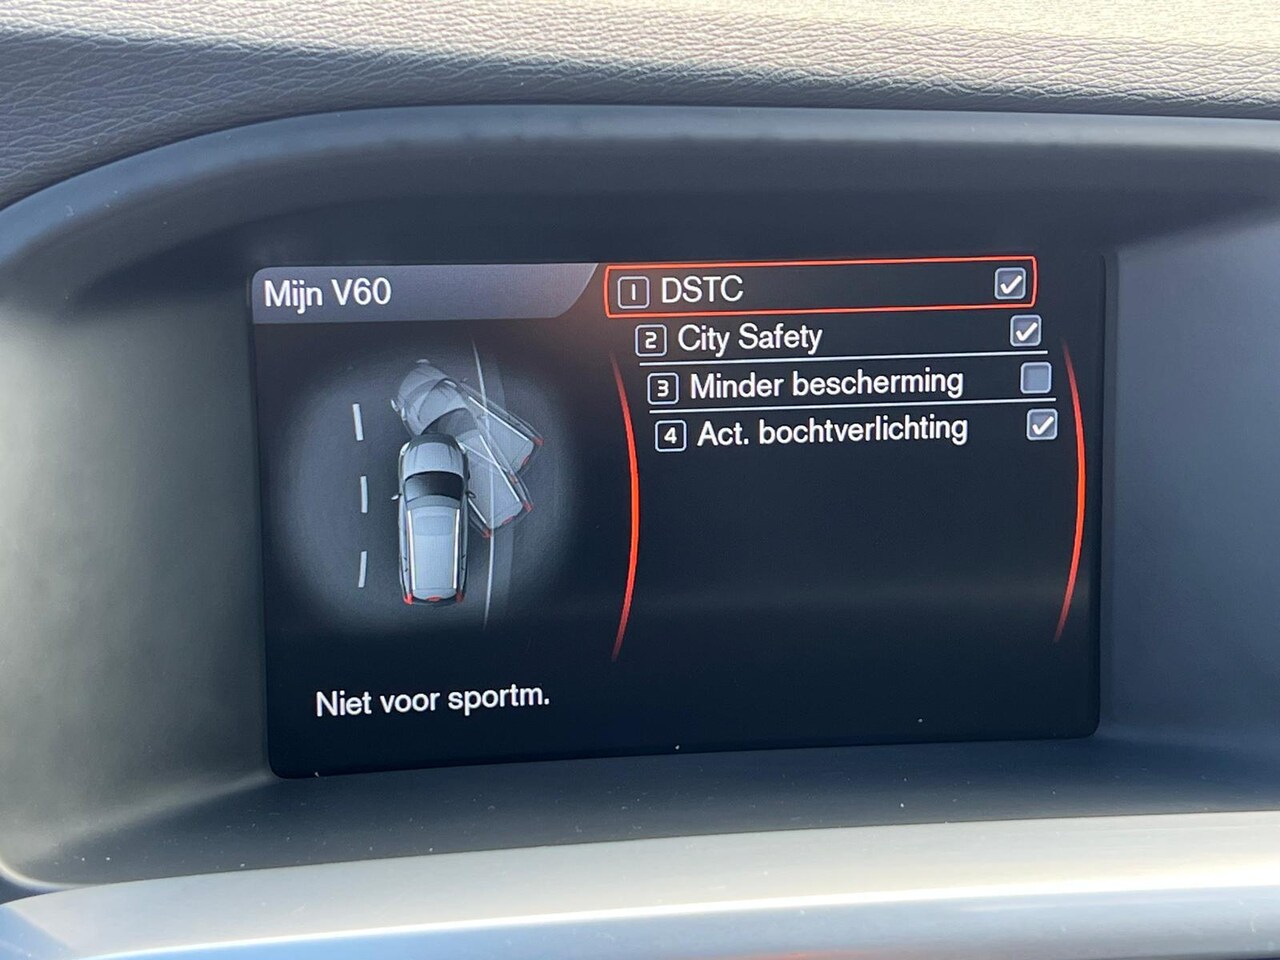 Mijn V60
1 DSTC
2 City Safety
3 Minder bescherming
4 Act. bochtverlichting
Niet voor sportm.